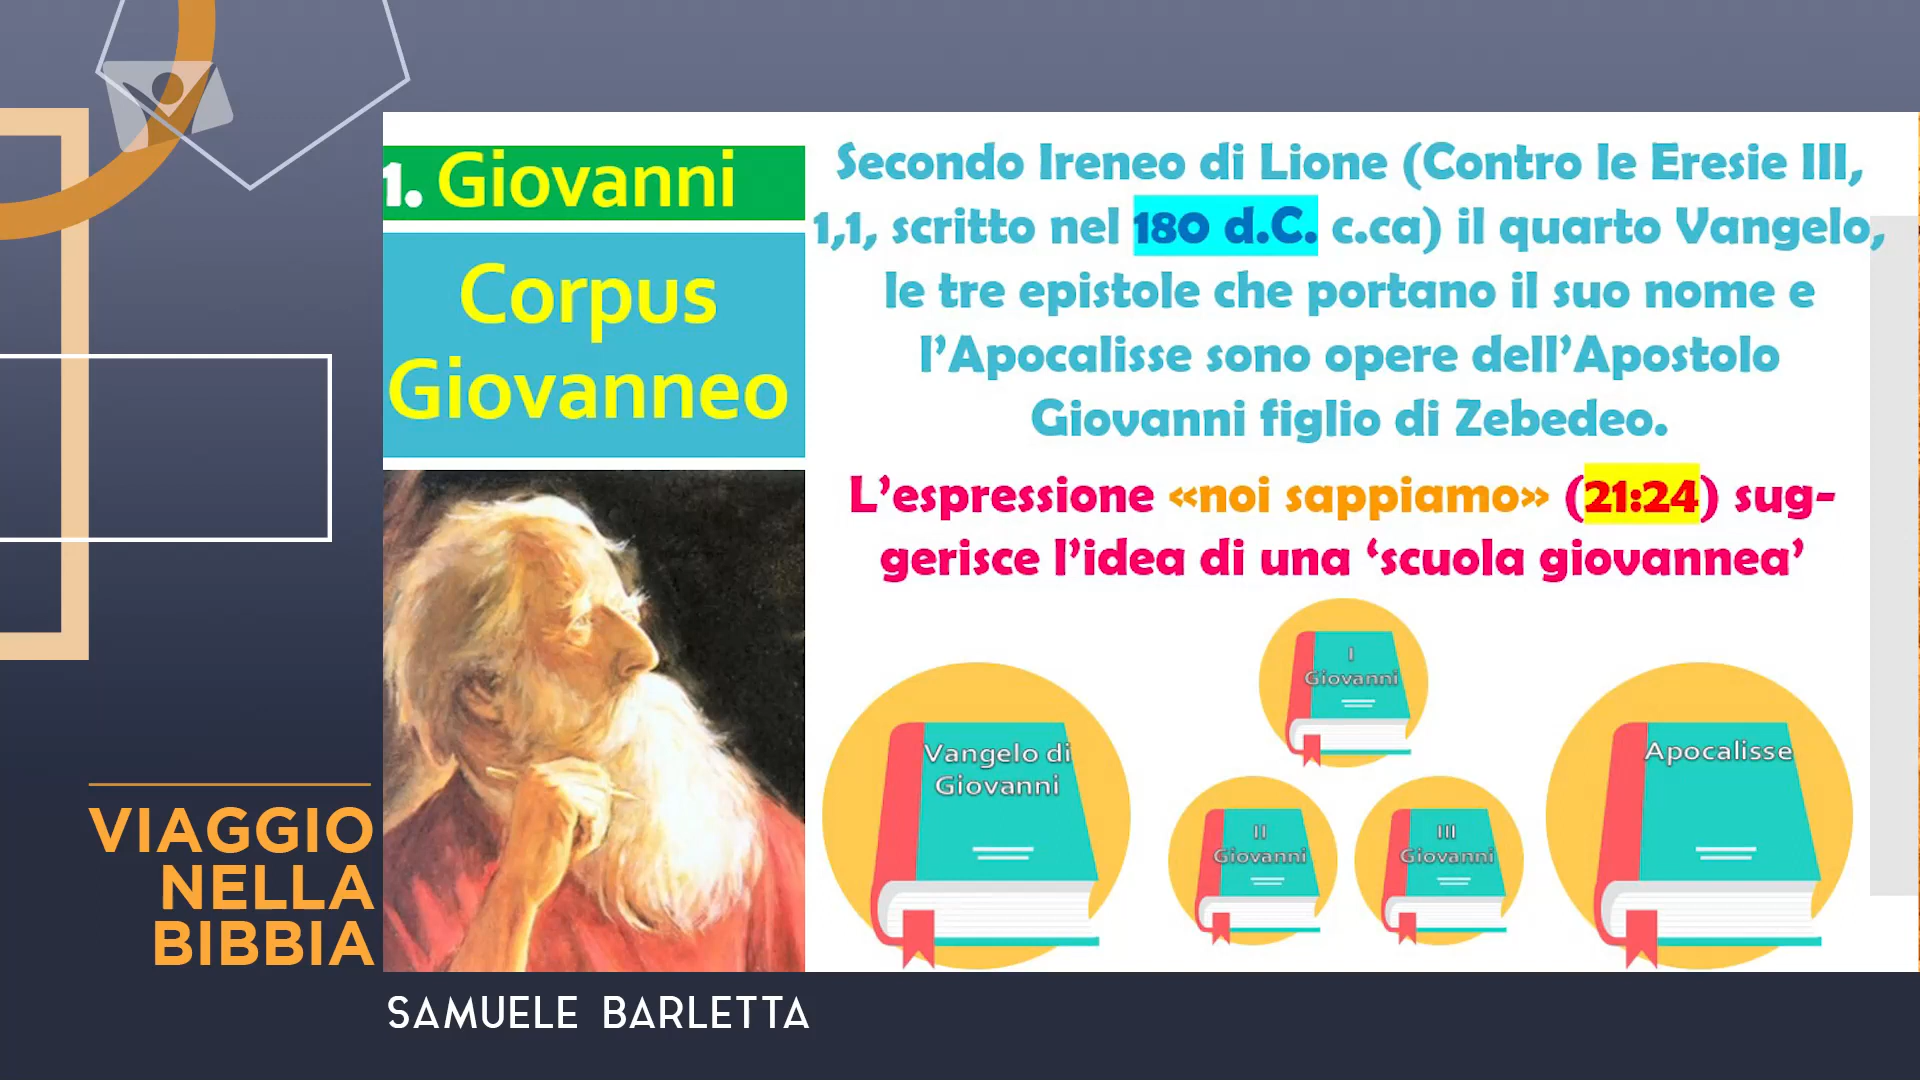 1. Giovanni
Corpus
Giovanneo
Secondo Ireneo di Lione (Contro le Eresie III,
1,1, scritto nel 180 d.C. c.ca) il quarto Vangelo,
le tre epistole che portano il suo nome e
l’Apocalisse sono opere dell’Apostolo
Giovanni figlio di Zebedeo.
L’espressione «noi sappiamo» (21:24) sug-
gerisce l’idea di una ‘scuola giovannea’
Vangelo di
Giovanni
I
Giovanni
II
Giovanni
III
Giovanni
Apocalisse
VIAGGIO
NELLA
BIBBIA
SAMUELE BARLETTA